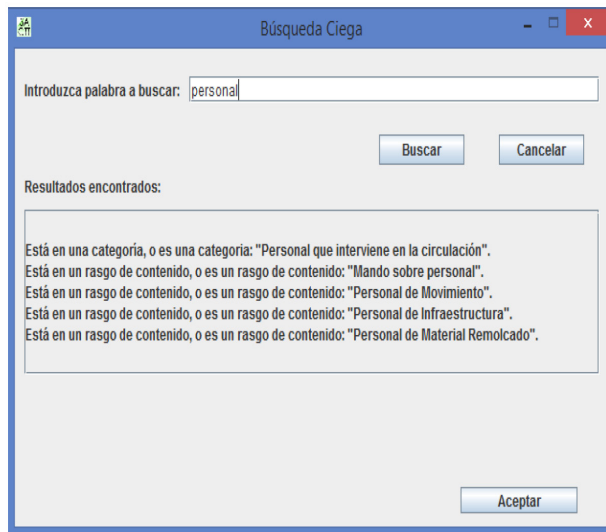 Búsqueda Ciega
Introduzca palabra a buscar: personal
Buscar Cancelar
Resultados encontrados:
Está en una categoría, o es una categoria: "Personal que interviene en la circulación".
Está en un rasgo de contenido, o es un rasgo de contenido: "Mando sobre personal".
Está en un rasgo de contenido, o es un rasgo de contenido: "Personal de Movimiento".
Está en un rasgo de contenido, o es un rasgo de contenido: "Personal de Infraestructura".
Está en un rasgo de contenido, o es un rasgo de contenido: "Personal de Material Remolcado".
Aceptar